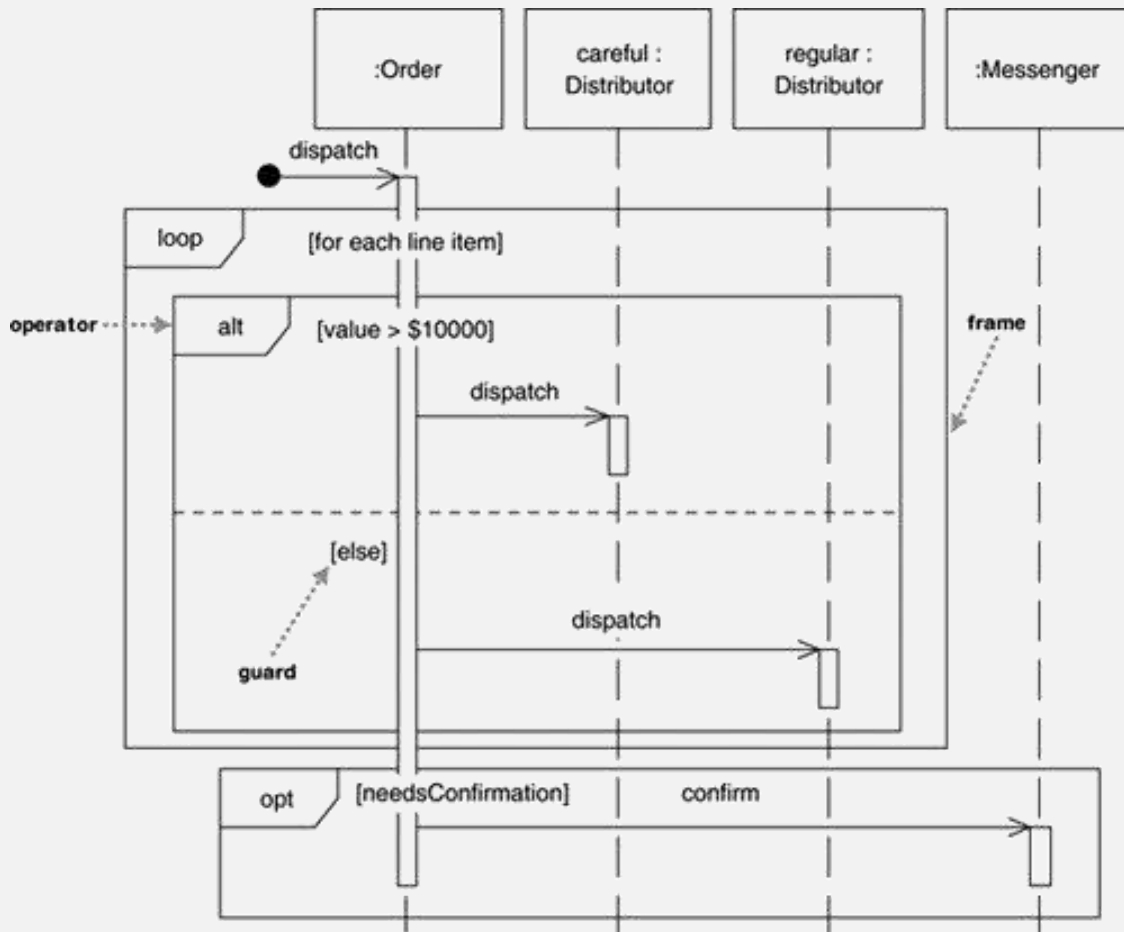 :Order
careful :
Distributor
regular :
Distributor
:Messenger
dispatch
loop
[for each line item]
operator
alt
[value > $10000]
frame
dispatch
[else]
dispatch
guard
opt
[needsConfirmation]
confirm